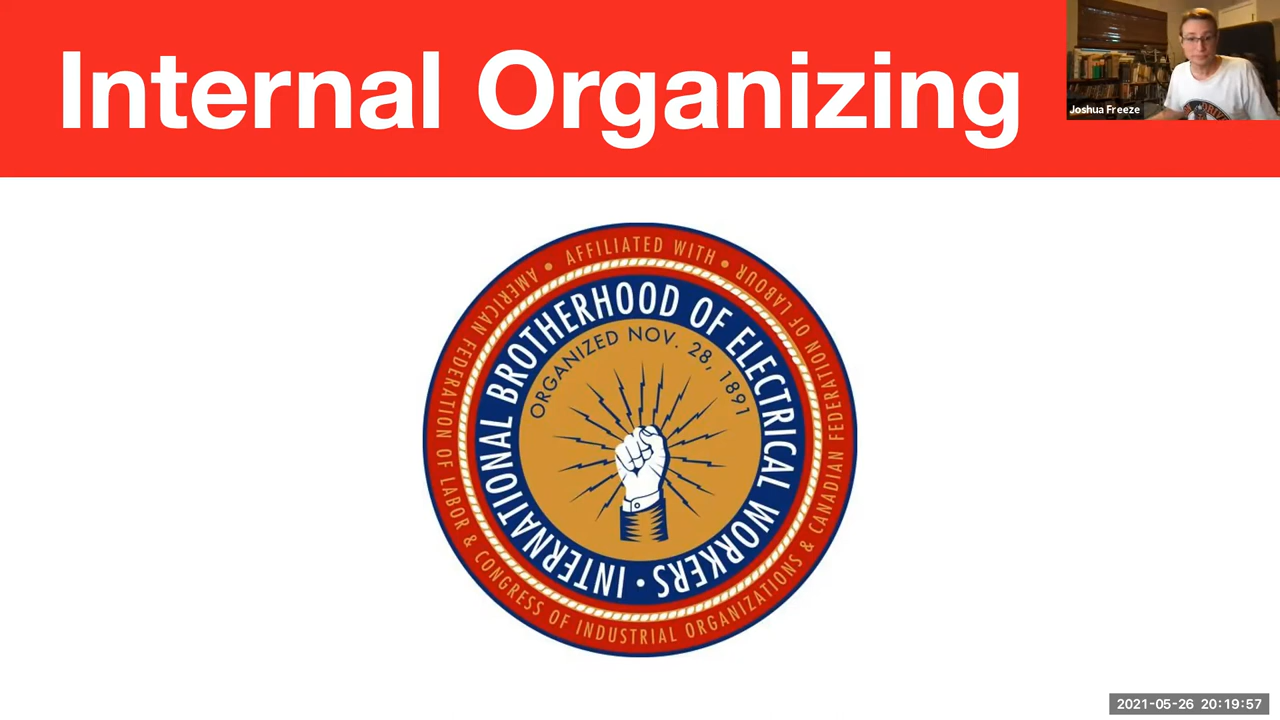 Internal Organizing
Joshua Freeze
• AFFILIATED WITH •
AMERICAN FEDERATION OF LABOR & CONGRESS OF INDUSTRIAL ORGANIZATIONS & CANADIAN FEDERATION OF LABOUR
INTERNATIONAL BROTHERHOOD OF ELECTRICAL WORKERS •
ORGANIZED NOV. 28, 1891
2021-05-26 20:19:57